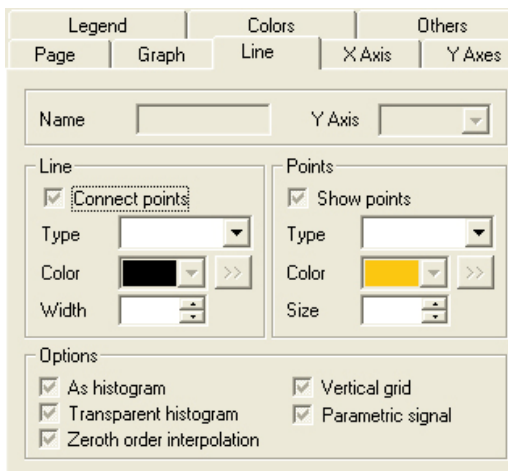 Legend Colors Others
Page Graph Line X Axis Y Axes
Name Y Axis
Line
Connect points
Type
Color >>
Width
Points
Show points
Type
Color >>
Size
Options
As histogram
Transparent histogram
Zeroth order interpolation
Vertical grid
Parametric signal